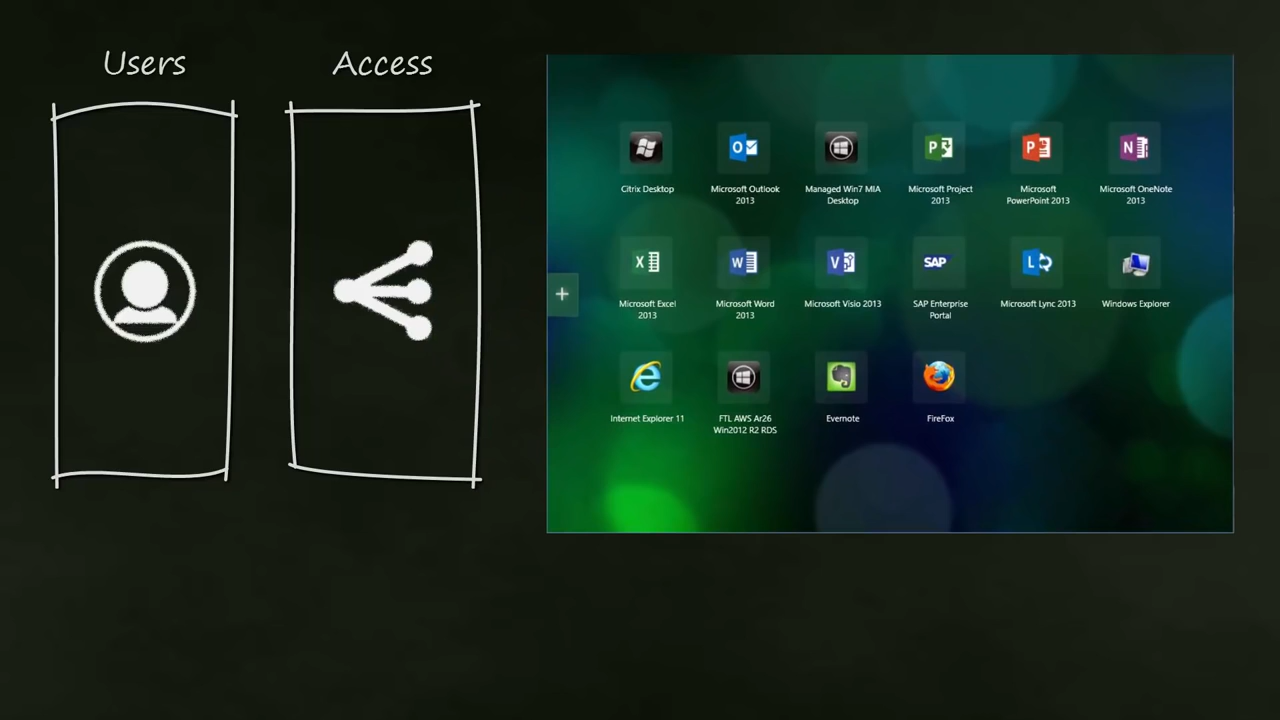 Users
Access
Citrix Desktop
Microsoft Outlook
2013
Managed Win7 MIA
Desktop
Microsoft Project
2013
Microsoft
PowerPoint 2013
Microsoft OneNote
2013
Microsoft Excel
2013
Microsoft Word
2013
Microsoft Visio 2013
SAP
SAP Enterprise
Portal
Microsoft Lync 2013
Windows Explorer
Internet Explorer 11
FTL AWS Ar26
Win2012 R2 RDS
Evernote
FireFox